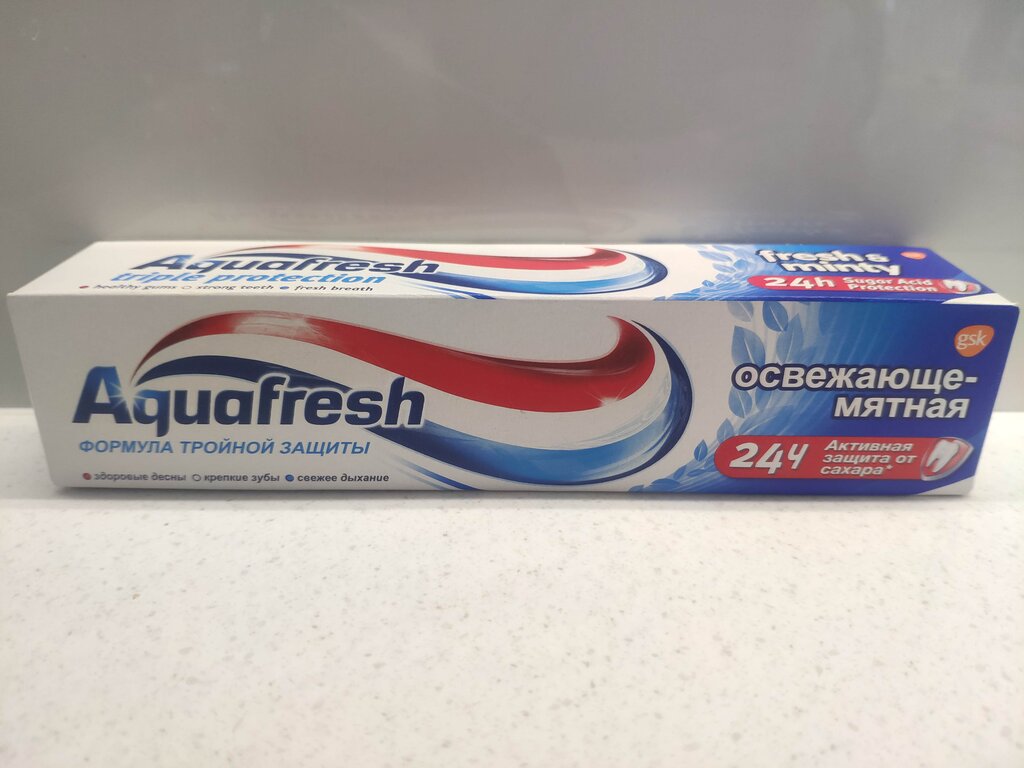 Aquafresh
triple protection
healthy gums strong teeth fresh breath
fresh &
minty
24h Sugar Acid
Protection
Aquafresh
ФОРМУЛА ТРОЙНОЙ ЗАЩИТЫ
здоровые десны крепкие зубы свежее дыхание
gsk
освежающе-
мятная
24ч Активная
защита от
сахара*